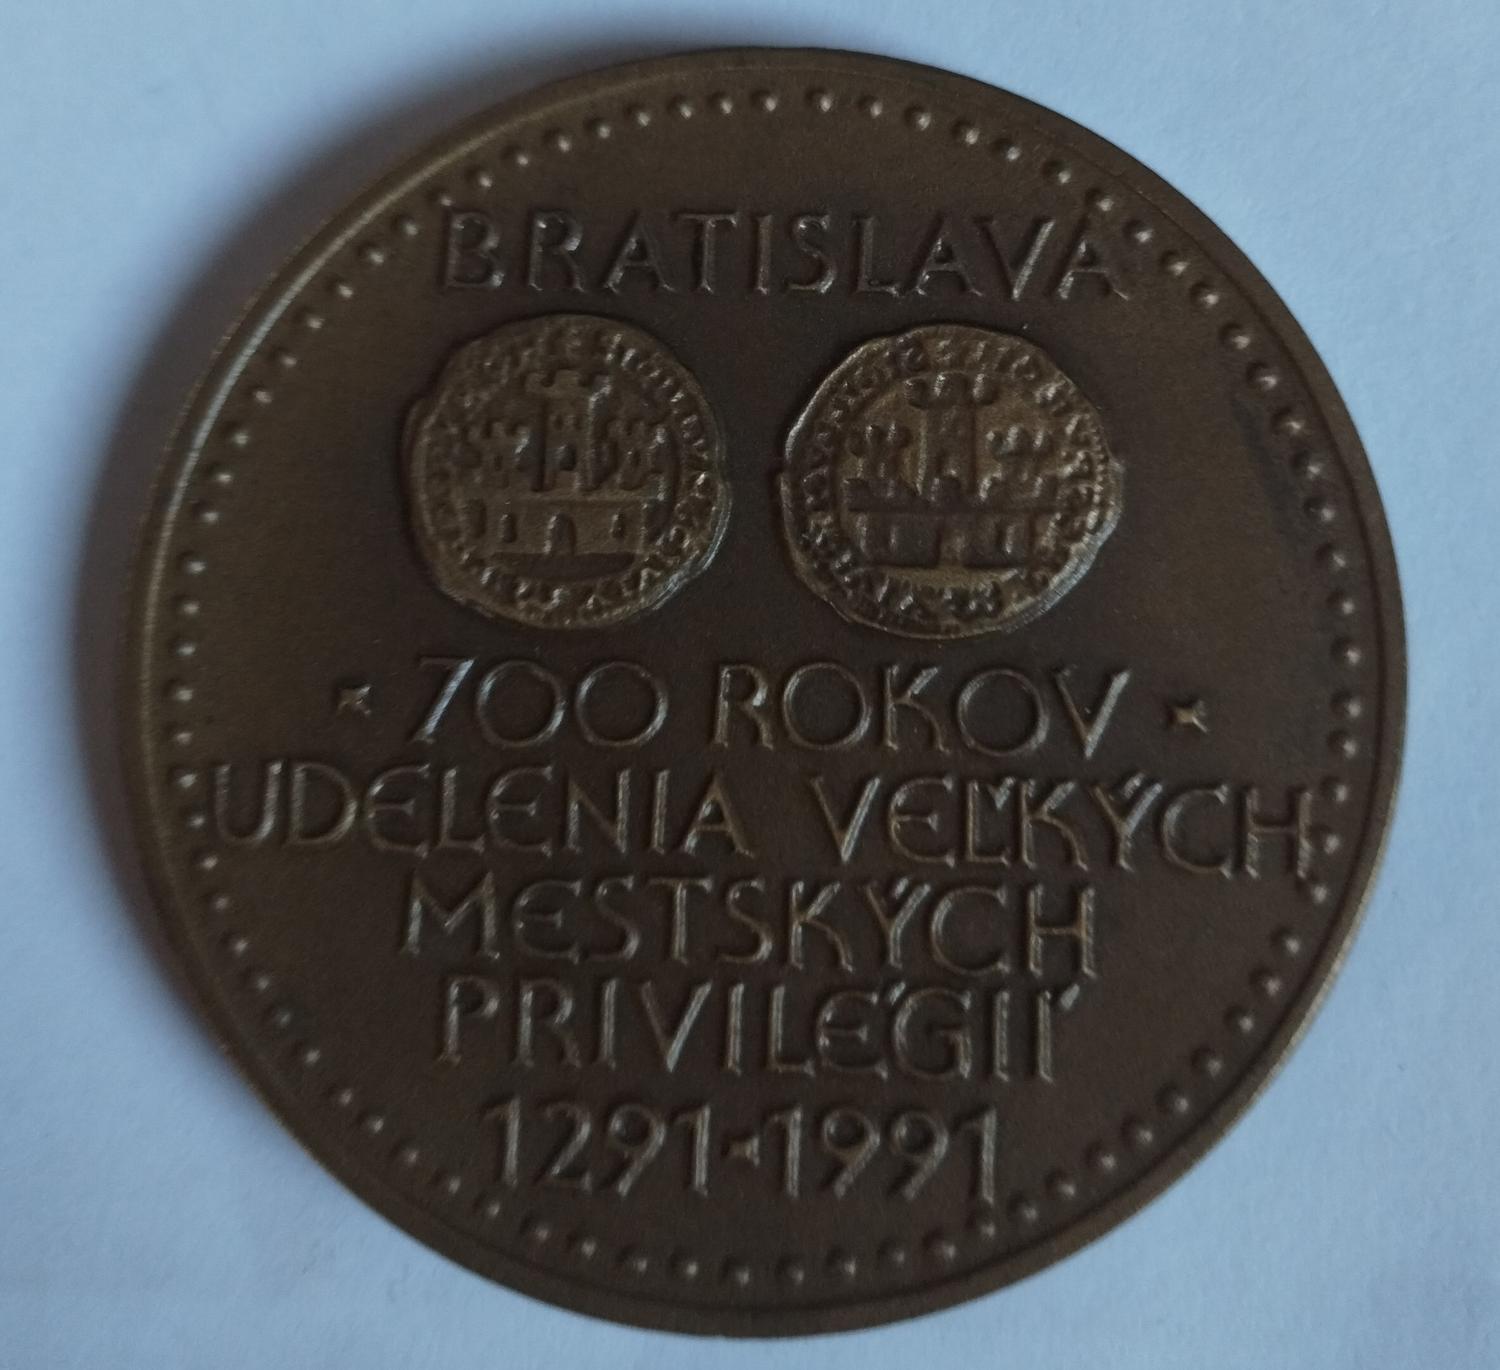 BRATISLAVA
700 ROKOV
UDELENIA VEĽKÝCH
MESTSKÝCH
PRIVILÉGIÍ
1291·1991